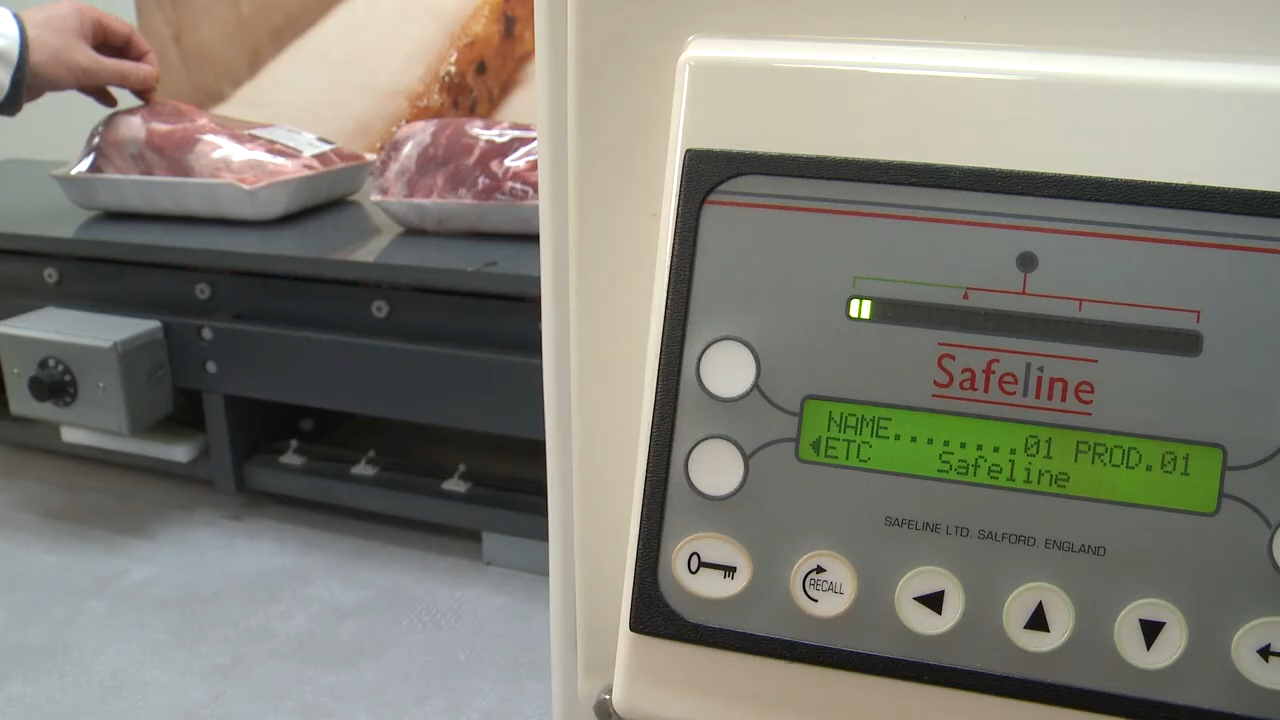 Safeline
NAME.......01 PROD.01
ETC Safeline
SAFELINE LTD. SALFORD. ENGLAND
RECALL